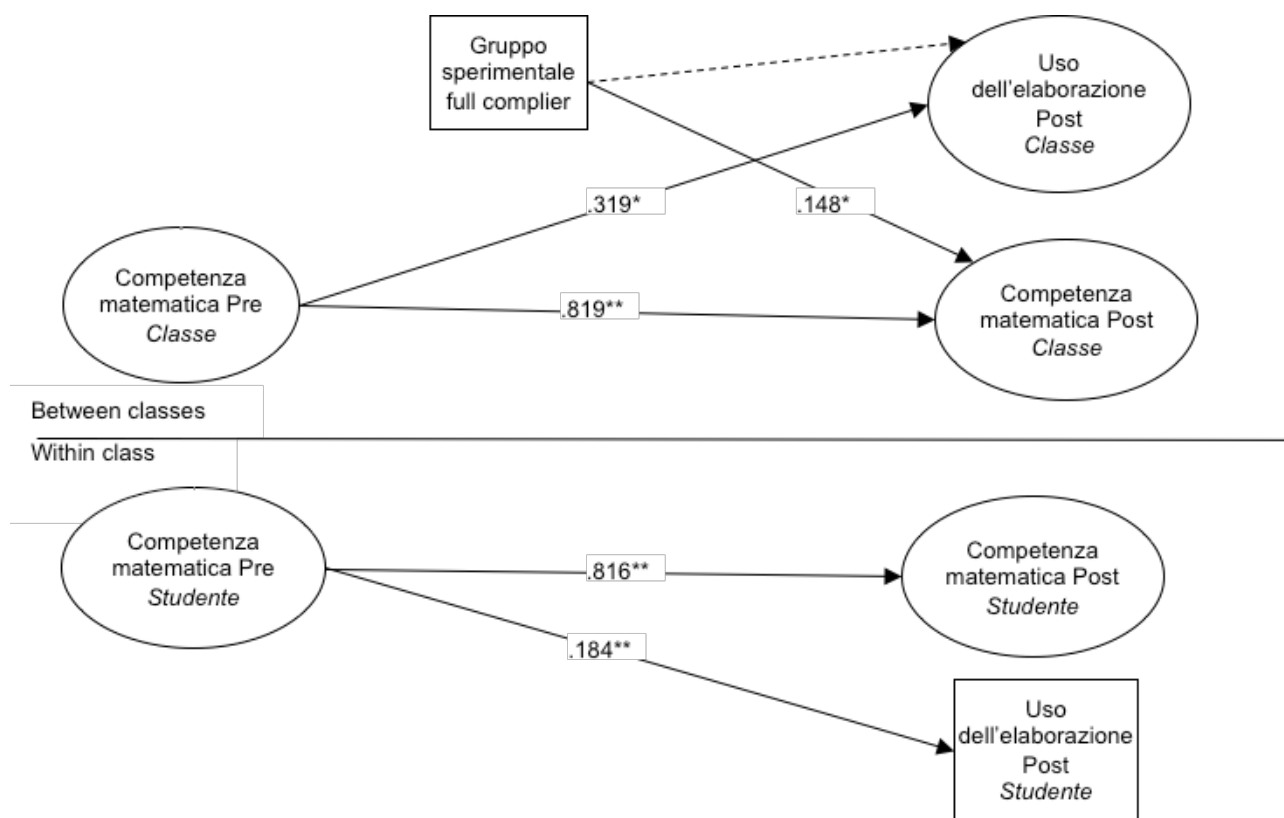 Gruppo
sperimentale
full complier
Uso
dell'elaborazione
Post
Classe
.319*
.148*
Competenza
matematica Pre
Classe
.819**
Competenza
matematica Post
Classe
Between classes
Within class
Competenza
matematica Pre
Studente
.816**
Competenza
matematica Post
Studente
.184**
Uso
dell'elaborazione
Post
Studente